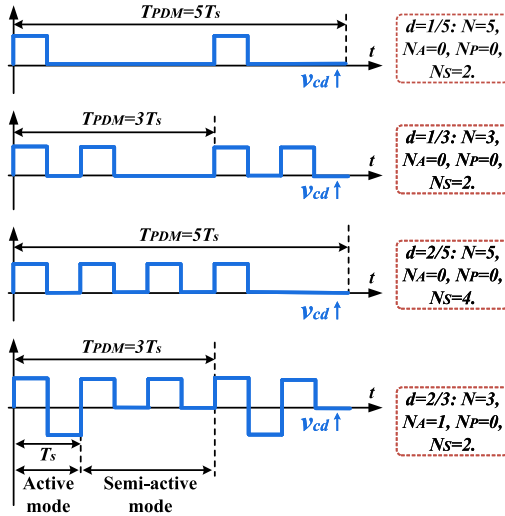 TPDM=5Ts
t
vcd ↑
d=1/5: N=5,
NA=0, NP=0,
NS=2.
TPDM=3Ts
t
vcd ↑
d=1/3: N=3,
NA=0, NP=0,
NS=2.
TPDM=5Ts
t
vcd ↑
d=2/5: N=5,
NA=0, NP=0,
NS=4.
TPDM=3Ts
t
vcd ↑
d=2/3: N=3,
NA=1, NP=0,
NS=2.
Ts
Active
mode
Semi-active
mode